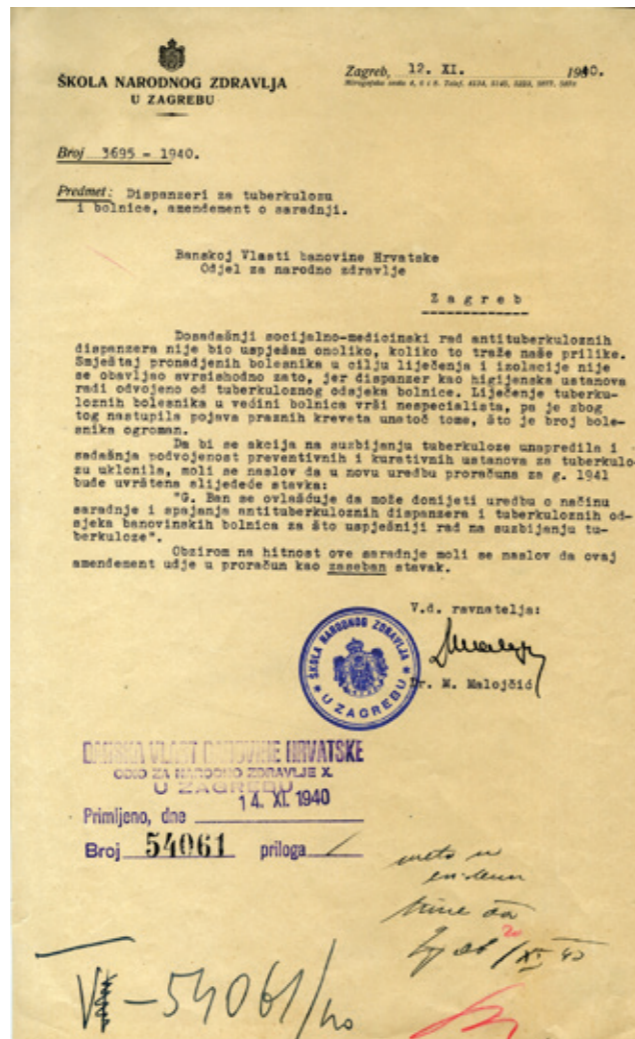 ŠKOLA NARODNOG ZDRAVLJA
U ZAGREBU
Zagreb, 12. XI. 1940.
Broj 3695 - 1940.
Predmet: Dispanzeri za tuberkulozu
i bolnice, amendement o saradnji.
Banskoj Vlasti banovine Hrvatske
Odjel za narodno zdravlje
Zagreb
Dosadašnji socijalno-medicinski rad antituberkuloznih
dispanzera nije bio uspješan onoliko, koliko to traže naše prilike.
Smještaj pronadjenih bolesnika u cilju liječenja i izolacije nije
se obavljao svrsishodno zato, jer dispanzer kao higijenska ustanova
radi odvojeno od tuberkuloznog odsjeka bolnice. Liječenje tuberku-
loznih bolesnika u većini bolnica vrši nespecialista, pa je zbog
tog nastupila pojava praznih kreveta unatoč tome, što je broj bole-
snika ogroman.
Da bi se akcija na suzbijanju tuberkuloze unapredila i
sadašnja podvojenost preventivnih i kurativnih ustanova za tuberkulo-
zu uklonila, moli se naslov da u novu uredbu proračuna za g. 1941
bude uvrštena slijedeće stavka:
"G. Ban se ovlašćuje da može donijeti uredbu o načinu
saradnje i spajanja antituberkuloznih dispanzera i tuberkuloznih od-
sjeka banovinskih bolnica za što uspješniji rad na suzbijanju tu-
berkuloze".
Obzirom na hitnost ove saradnje moli se naslov da ovaj
amendement udje u proračun kao zaseban stavak.
V.d. ravnatelja:
Dr. M. Malojčić
ŠKOLA NARODNOG ZDRAVLJA
U ZAGREBU
BANSKA VLAST BANOVINE HRVATSKE
ODIO ZA NARODNO ZDRAVLJE X.
U ZAGREBU
14. XI. 1940
Primljeno, dne
Broj 54061 priloga /
20
XI 40
54061/40